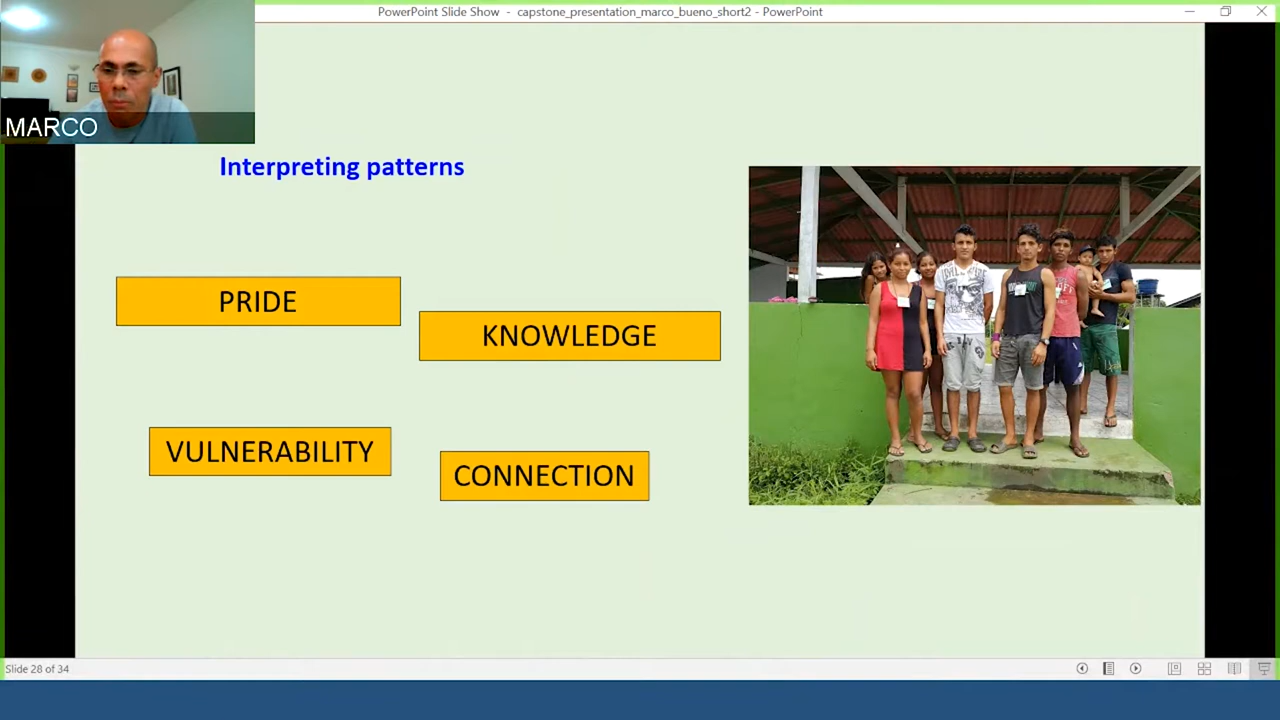 PowerPoint Slide Show - capstone_presentation_marco_bueno_short2 - PowerPoint
MARCO
Interpreting patterns
PRIDE
KNOWLEDGE
VULNERABILITY
CONNECTION
Slide 28 of 34